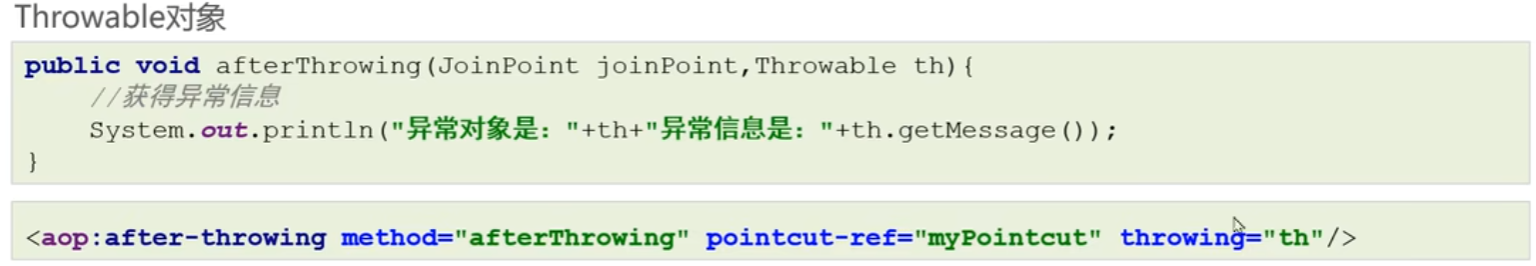 Throwable对象
public void afterThrowing(JoinPoint joinPoint,Throwable th){
    //获得异常信息
    System.out.println("异常对象是："+th+"异常信息是："+th.getMessage());
}
<aop:after-throwing method="afterThrowing" pointcut-ref="myPointcut" throwing="th"/>